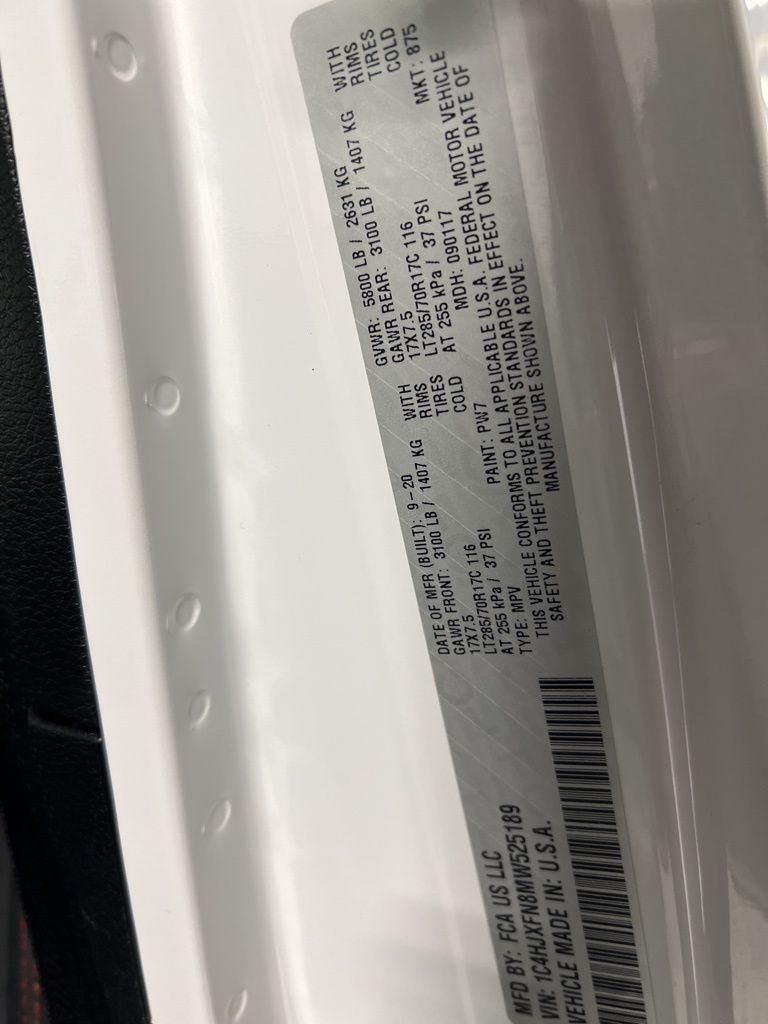 MFD BY: FCA US LLC
VIN: 1C4HJXFN8MW525189
VEHICLE MADE IN: U.S.A.
DATE OF MFR (BUILT): 9-20
GAWR FRONT: 3100 LB / 1407 KG WITH
17X7.5 RIMS
LT285/70R17C 116 TIRES
AT 255 kPa / 37 PSI COLD
GVWR: 5800 LB / 2631 KG
GAWR REAR: 3100 LB / 1407 KG WITH
17X7.5 RIMS
LT285/70R17C 116 TIRES
AT 255 kPa / 37 PSI COLD
TYPE: MPV PAINT: PW7 MDH: 090117 MKT: 875
THIS VEHICLE CONFORMS TO ALL APPLICABLE U.S.A. FEDERAL MOTOR VEHICLE
SAFETY AND THEFT PREVENTION STANDARDS IN EFFECT ON THE DATE OF
MANUFACTURE SHOWN ABOVE.